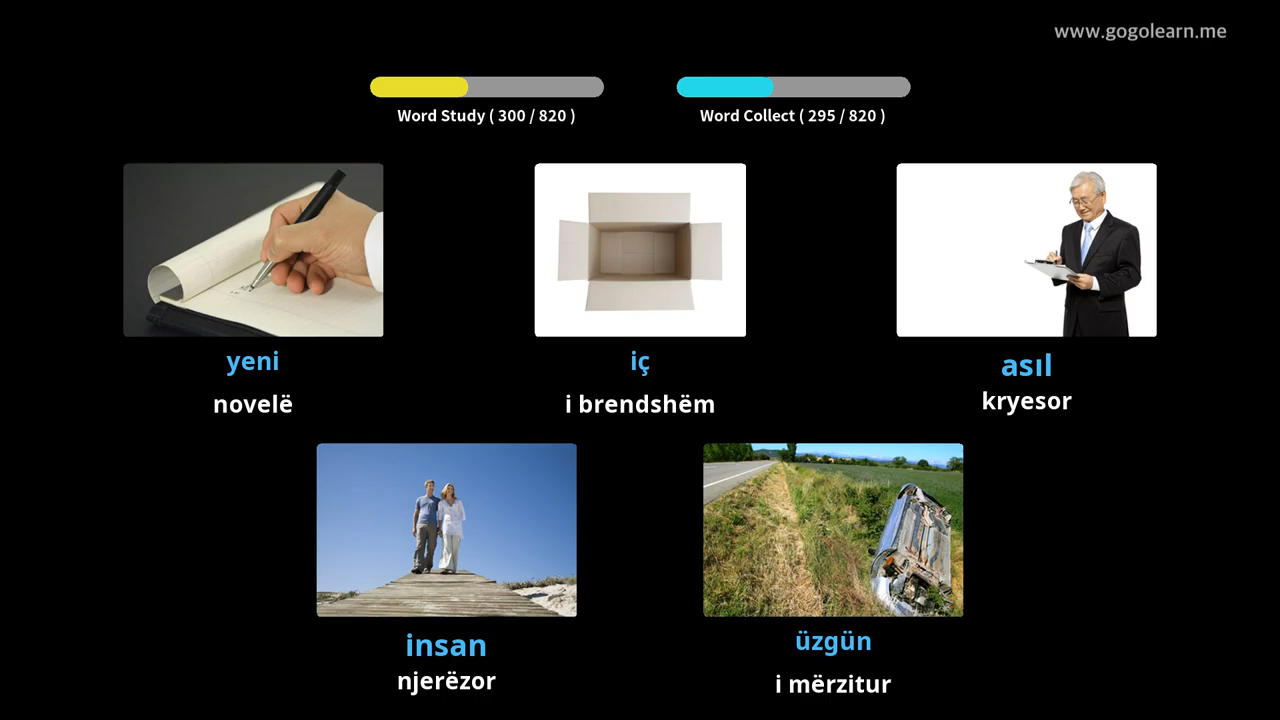 www.gogolearn.me
Word Study ( 300 / 820 )
Word Collect ( 295 / 820 )
yeni
novelë
iç
i brendshëm
asıl
kryesor
insan
njerëzor
üzgün
i mërzitur